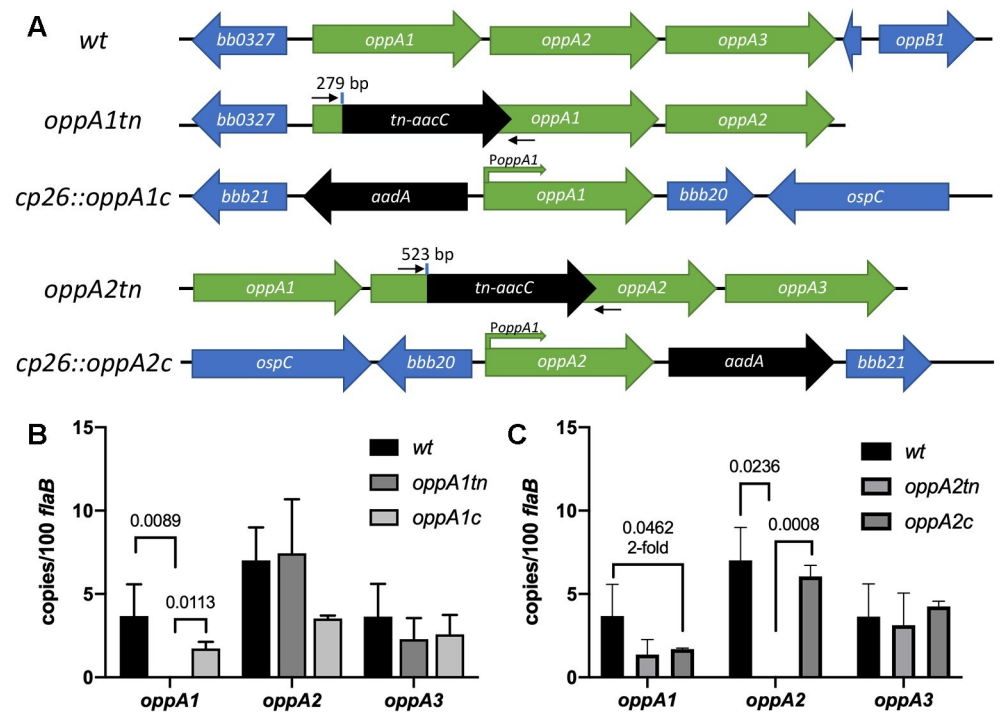 A
wt bb0327 oppA1 oppA2 oppA3 oppB1
279 bp
oppA1tn bb0327 tn-aacC oppA1 oppA2
PoppA1
cp26::oppA1c bbb21 aadA oppA1 bbb20 ospC
523 bp
oppA2tn oppA1 tn-aacC oppA2 oppA3
PoppA1
cp26::oppA2c ospC bbb20 oppA2 aadA bbb21
B
copies/100 flaB
15
10
5
0
wt
oppA1tn
oppA1c
0.0089
0.0113
oppA1 oppA2 oppA3
C
copies/100 flaB
15
10
5
0
wt
oppA2tn
oppA2c
0.0236
0.0462
2-fold
0.0008
oppA1 oppA2 oppA3